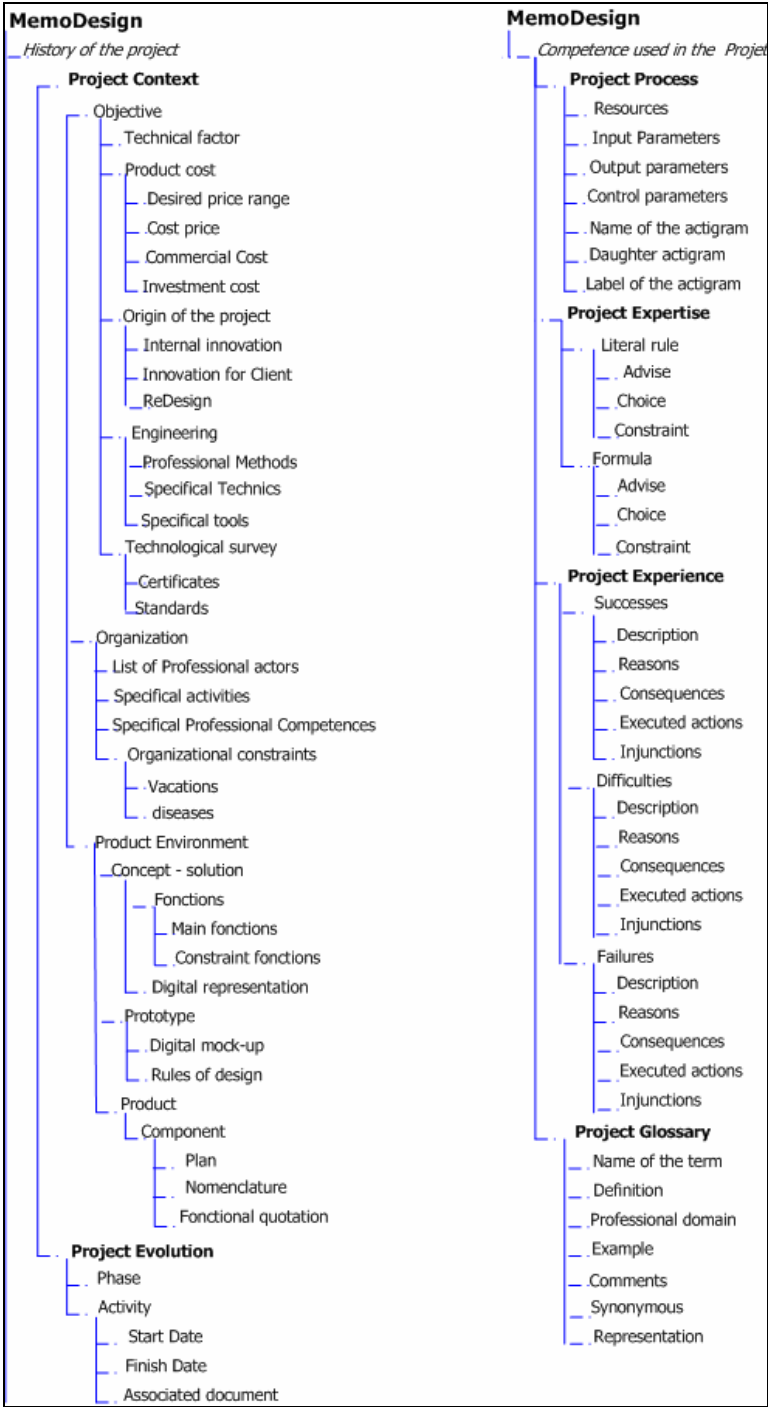 MemoDesign
History of the project
Project Context
Objective
Technical factor
Product cost
Desired price range
Cost price
Commercial Cost
Investment cost
Origin of the project
Internal innovation
Innovation for Client
ReDesign
Engineering
Professional Methods
Specifical Technics
Specifical tools
Technological survey
Certificates
Standards
Organization
List of Professional actors
Specifical activities
Specifical Professional Competences
Organizational constraints
Vacations
diseases
Product Environment
Concept - solution
Fonctions
Main fonctions
Constraint fonctions
Digital representation
Prototype
Digital mock-up
Rules of design
Product
Component
Plan
Nomenclature
Fonctional quotation
Project Evolution
Phase
Activity
Start Date
Finish Date
Associated document
MemoDesign
Competence used in the Projet
Project Process
Resources
Input Parameters
Output parameters
Control parameters
Name of the actigram
Daughter actigram
Label of the actigram
Project Expertise
Literal rule
Advise
Choice
Constraint
Formula
Advise
Choice
Constraint
Project Experience
Successes
Description
Reasons
Consequences
Executed actions
Injunctions
Difficulties
Description
Reasons
Consequences
Executed actions
Injunctions
Failures
Description
Reasons
Consequences
Executed actions
Injunctions
Project Glossary
Name of the term
Definition
Professional domain
Example
Comments
Synonymous
Representation